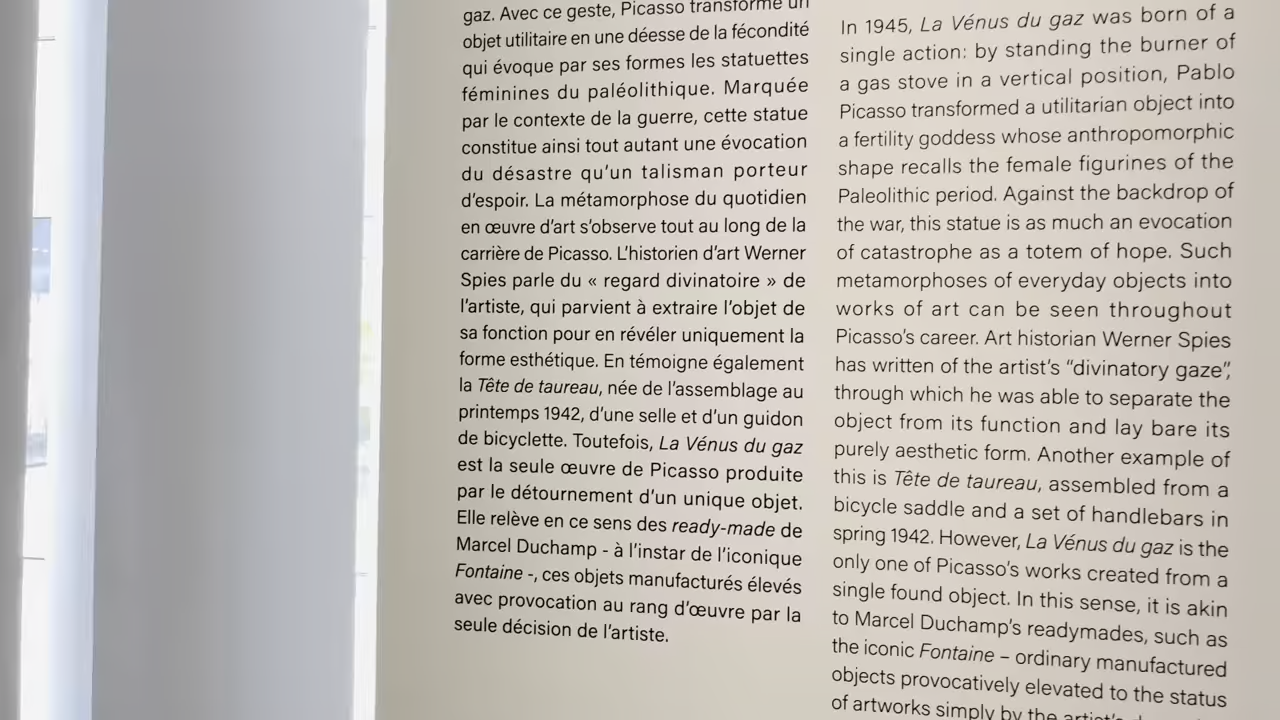 gaz. Avec ce geste, Picasso transforme un
objet utilitaire en une déesse de la fécondité
qui évoque par ses formes les statuettes
féminines du paléolithique. Marquée
par le contexte de la guerre, cette statue
constitue ainsi tout autant une évocation
du désastre qu'un talisman porteur
d'espoir. La métamorphose du quotidien
en œuvre d'art s'observe tout au long de la
carrière de Picasso. L'historien d'art Werner
Spies parle du « regard divinatoire » de
l'artiste, qui parvient à extraire l'objet de
sa fonction pour en révéler uniquement la
forme esthétique. En témoigne également
la Tête de taureau, née de l'assemblage au
printemps 1942, d'une selle et d'un guidon
de bicyclette. Toutefois, La Vénus du gaz
est la seule œuvre de Picasso produite
par le détournement d'un unique objet.
Elle relève en ce sens des ready-made de
Marcel Duchamp - à l'instar de l'iconique
Fontaine -, ces objets manufacturés élevés
avec provocation au rang d'œuvre par la
seule décision de l'artiste.
In 1945, La Vénus du gaz was born of a
single action: by standing the burner of
a gas stove in a vertical position, Pablo
Picasso transformed a utilitarian object into
a fertility goddess whose anthropomorphic
shape recalls the female figurines of the
Paleolithic period. Against the backdrop of
the war, this statue is as much an evocation
of catastrophe as a totem of hope. Such
metamorphoses of everyday objects into
works of art can be seen throughout
Picasso's career. Art historian Werner Spies
has written of the artist's “divinatory gaze”,
through which he was able to separate the
object from its function and lay bare its
purely aesthetic form. Another example of
this is Tête de taureau, assembled from a
bicycle saddle and a set of handlebars in
spring 1942. However, La Vénus du gaz is the
only one of Picasso's works created from a
single found object. In this sense, it is akin
to Marcel Duchamp's readymades, such as
the iconic Fontaine – ordinary manufactured
objects provocatively elevated to the status
of artworks simply by the artist's